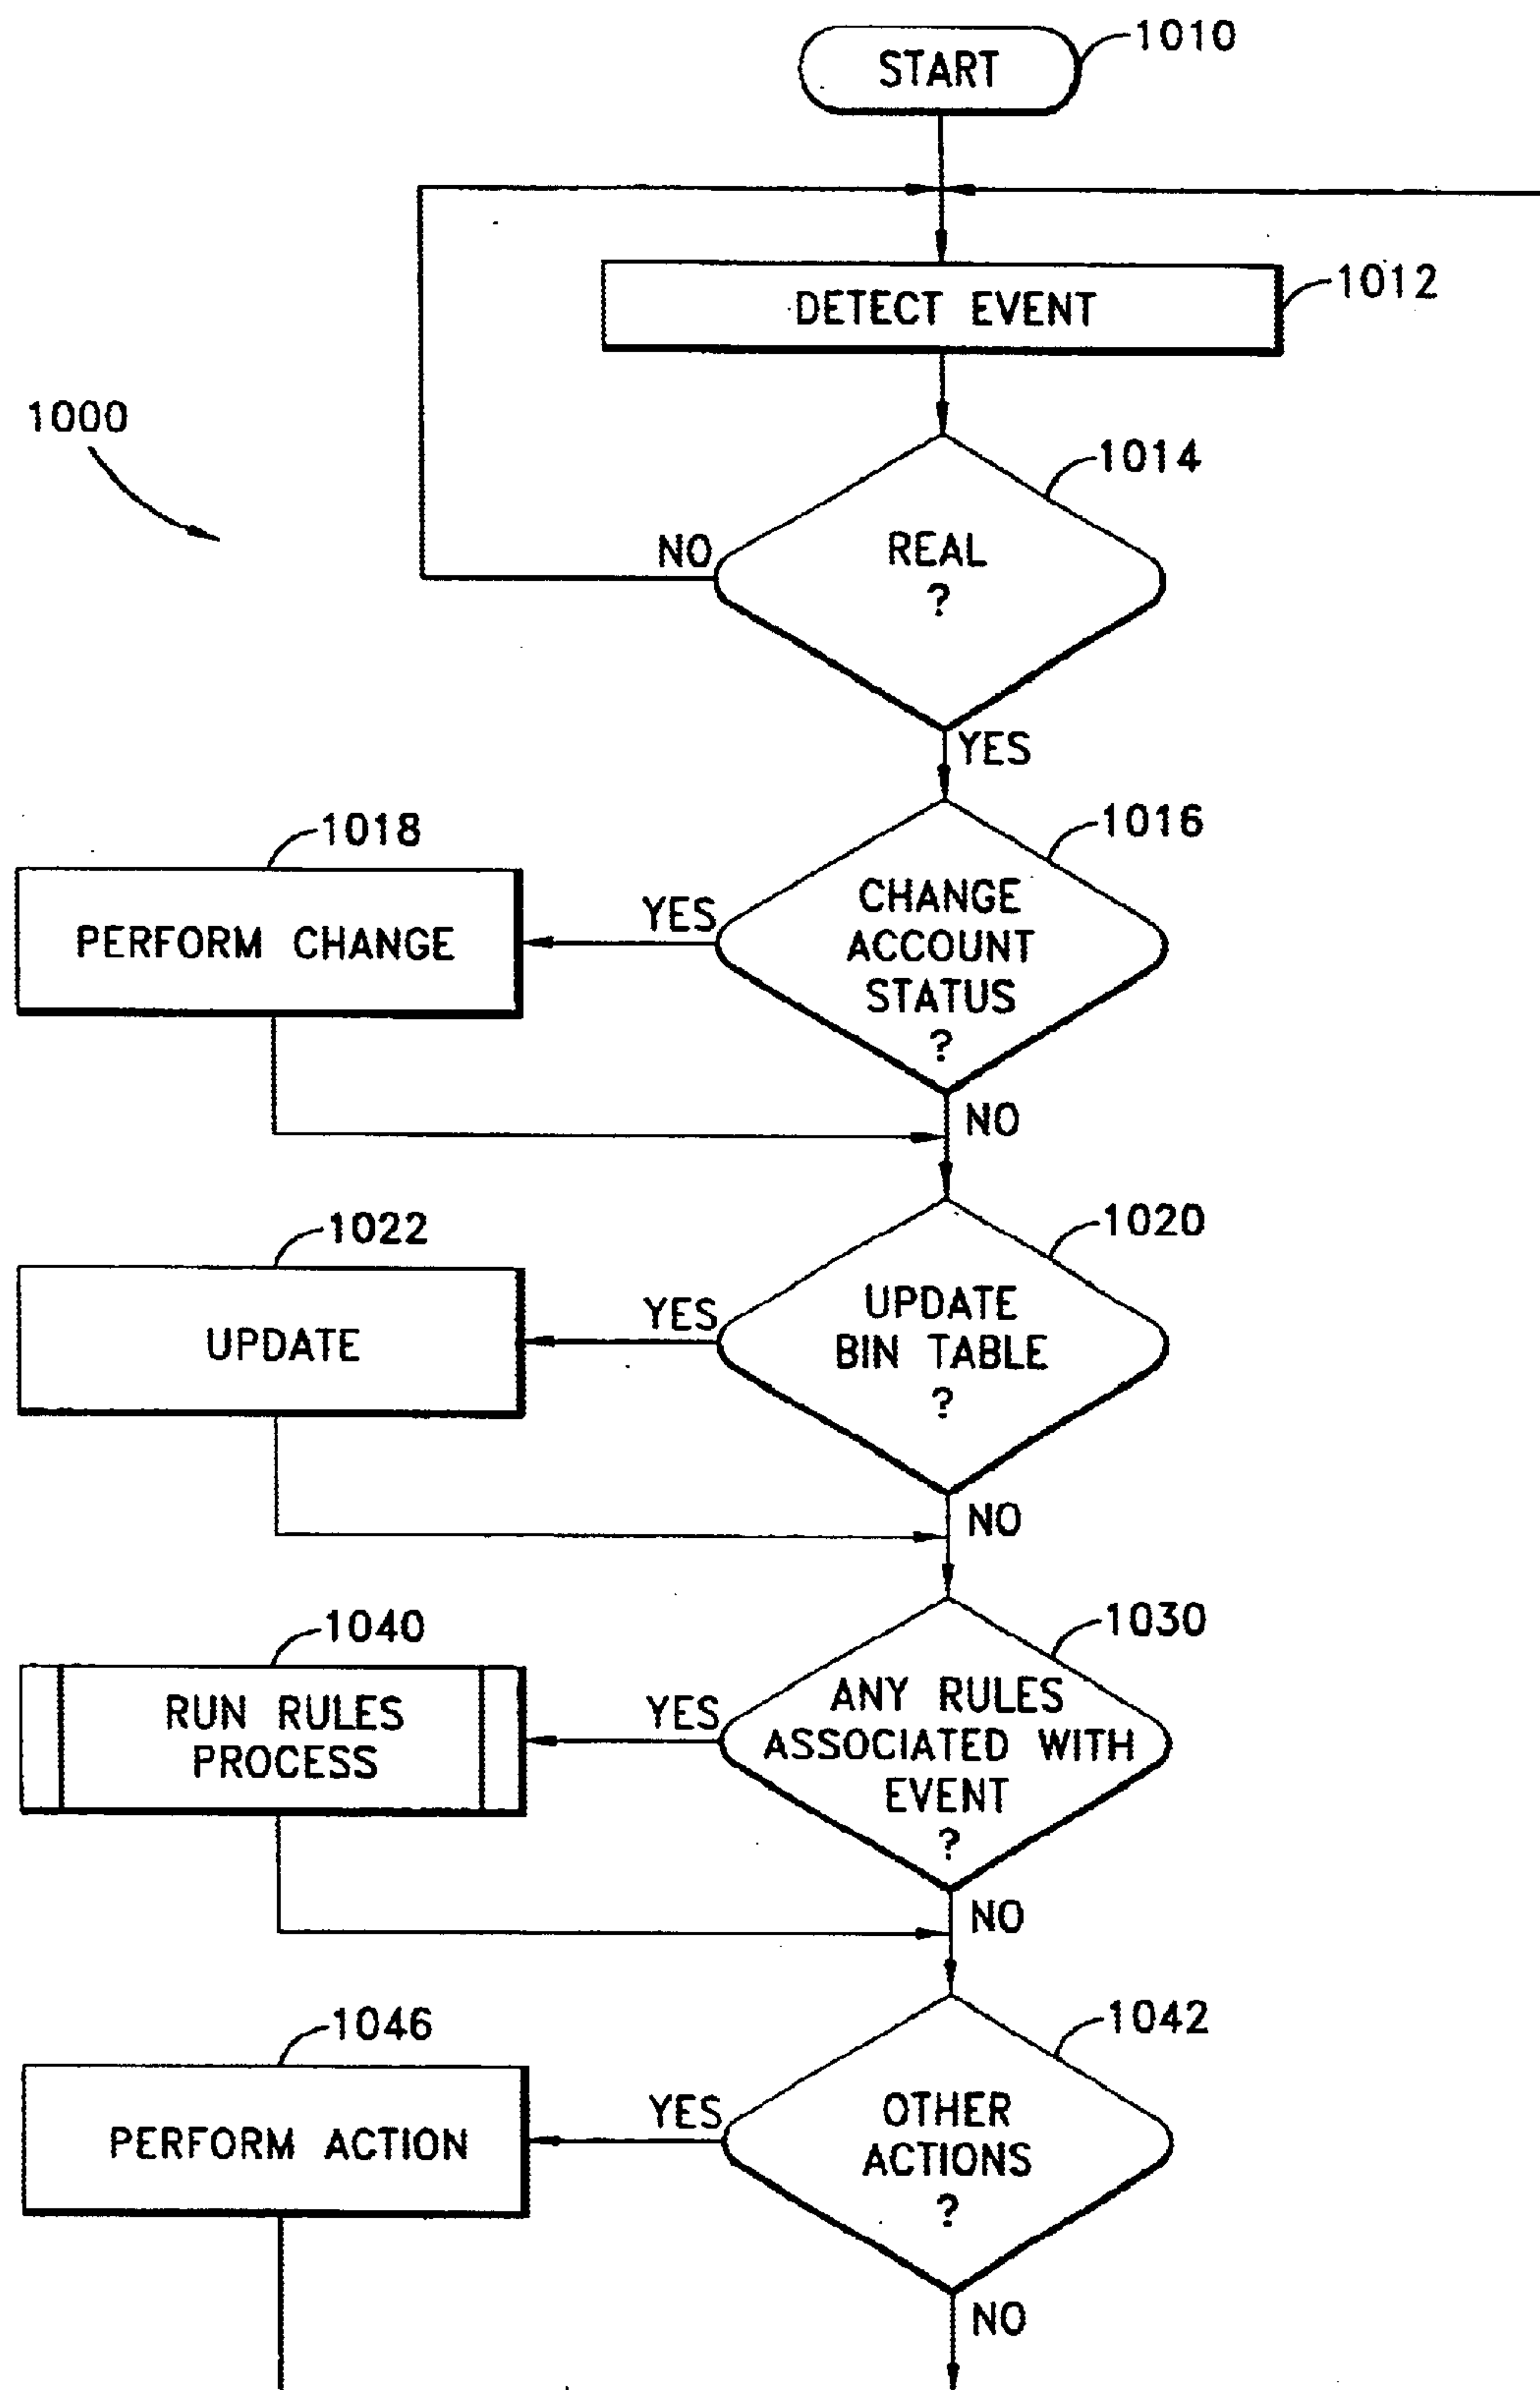 START
1010
DETECT EVENT
1012
1000
1014
REAL
?
NO
YES
1018
1016
PERFORM CHANGE
YES
CHANGE
ACCOUNT
STATUS
?
NO
1022
1020
UPDATE
YES
UPDATE
BIN TABLE
?
NO
1040
1030
RUN RULES
PROCESS
YES
ANY RULES
ASSOCIATED WITH
EVENT
?
NO
1046
1042
PERFORM ACTION
YES
OTHER
ACTIONS
?
NO